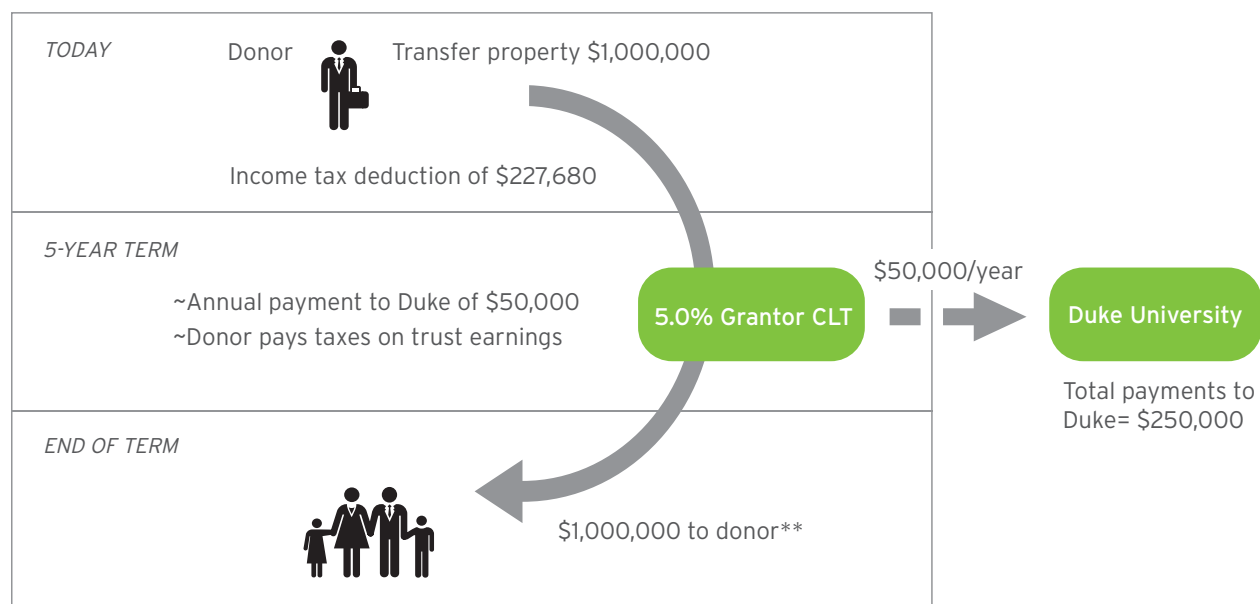 TODAY
Donor
Transfer property $1,000,000
Income tax deduction of $227,680
5-YEAR TERM
~Annual payment to Duke of $50,000
~Donor pays taxes on trust earnings
5.0% Grantor CLT
$50,000/year
Duke University
Total payments to
Duke= $250,000
END OF TERM
$1,000,000 to donor**